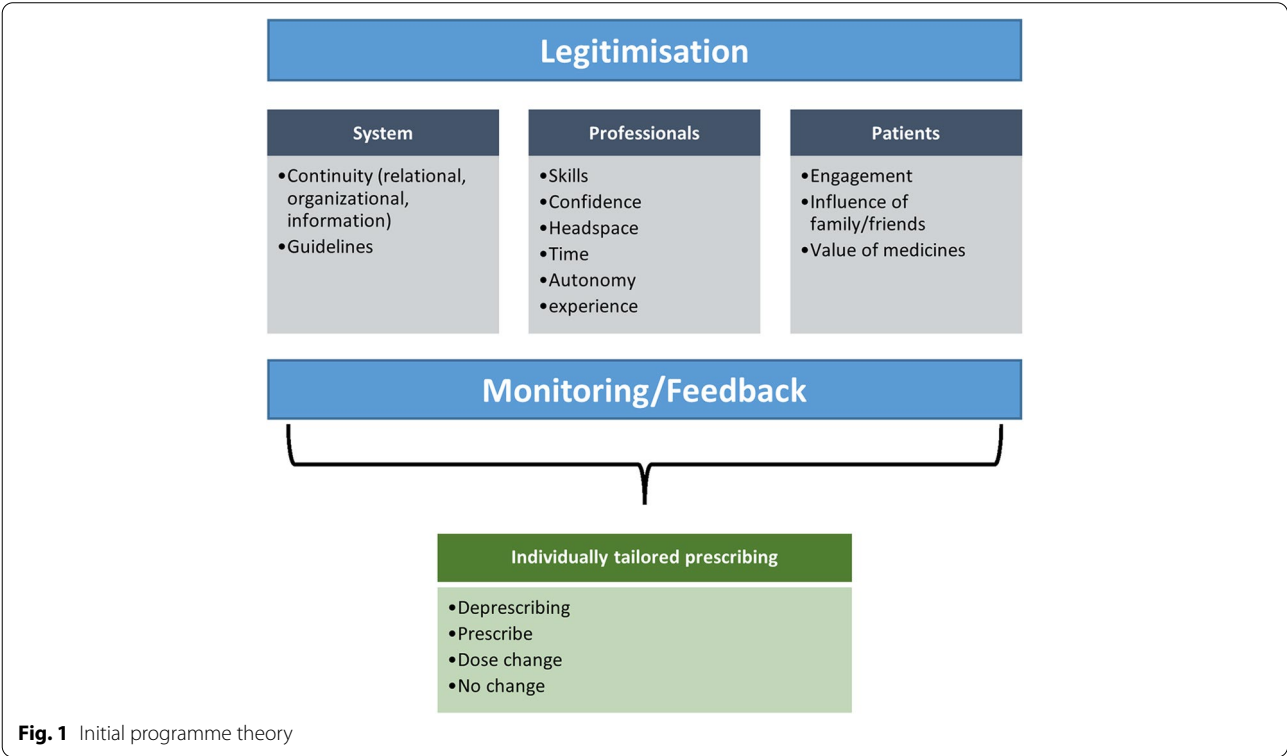 Legitimisation
System
•Continuity (relational,
organizational,
information)
•Guidelines
Professionals
•Skills
•Confidence
•Headspace
•Time
•Autonomy
•experience
Patients
•Engagement
•Influence of
family/friends
•Value of medicines
Monitoring/Feedback
Individually tailored prescribing
•Deprescribing
•Prescribe
•Dose change
•No change
Fig. 1 Initial programme theory